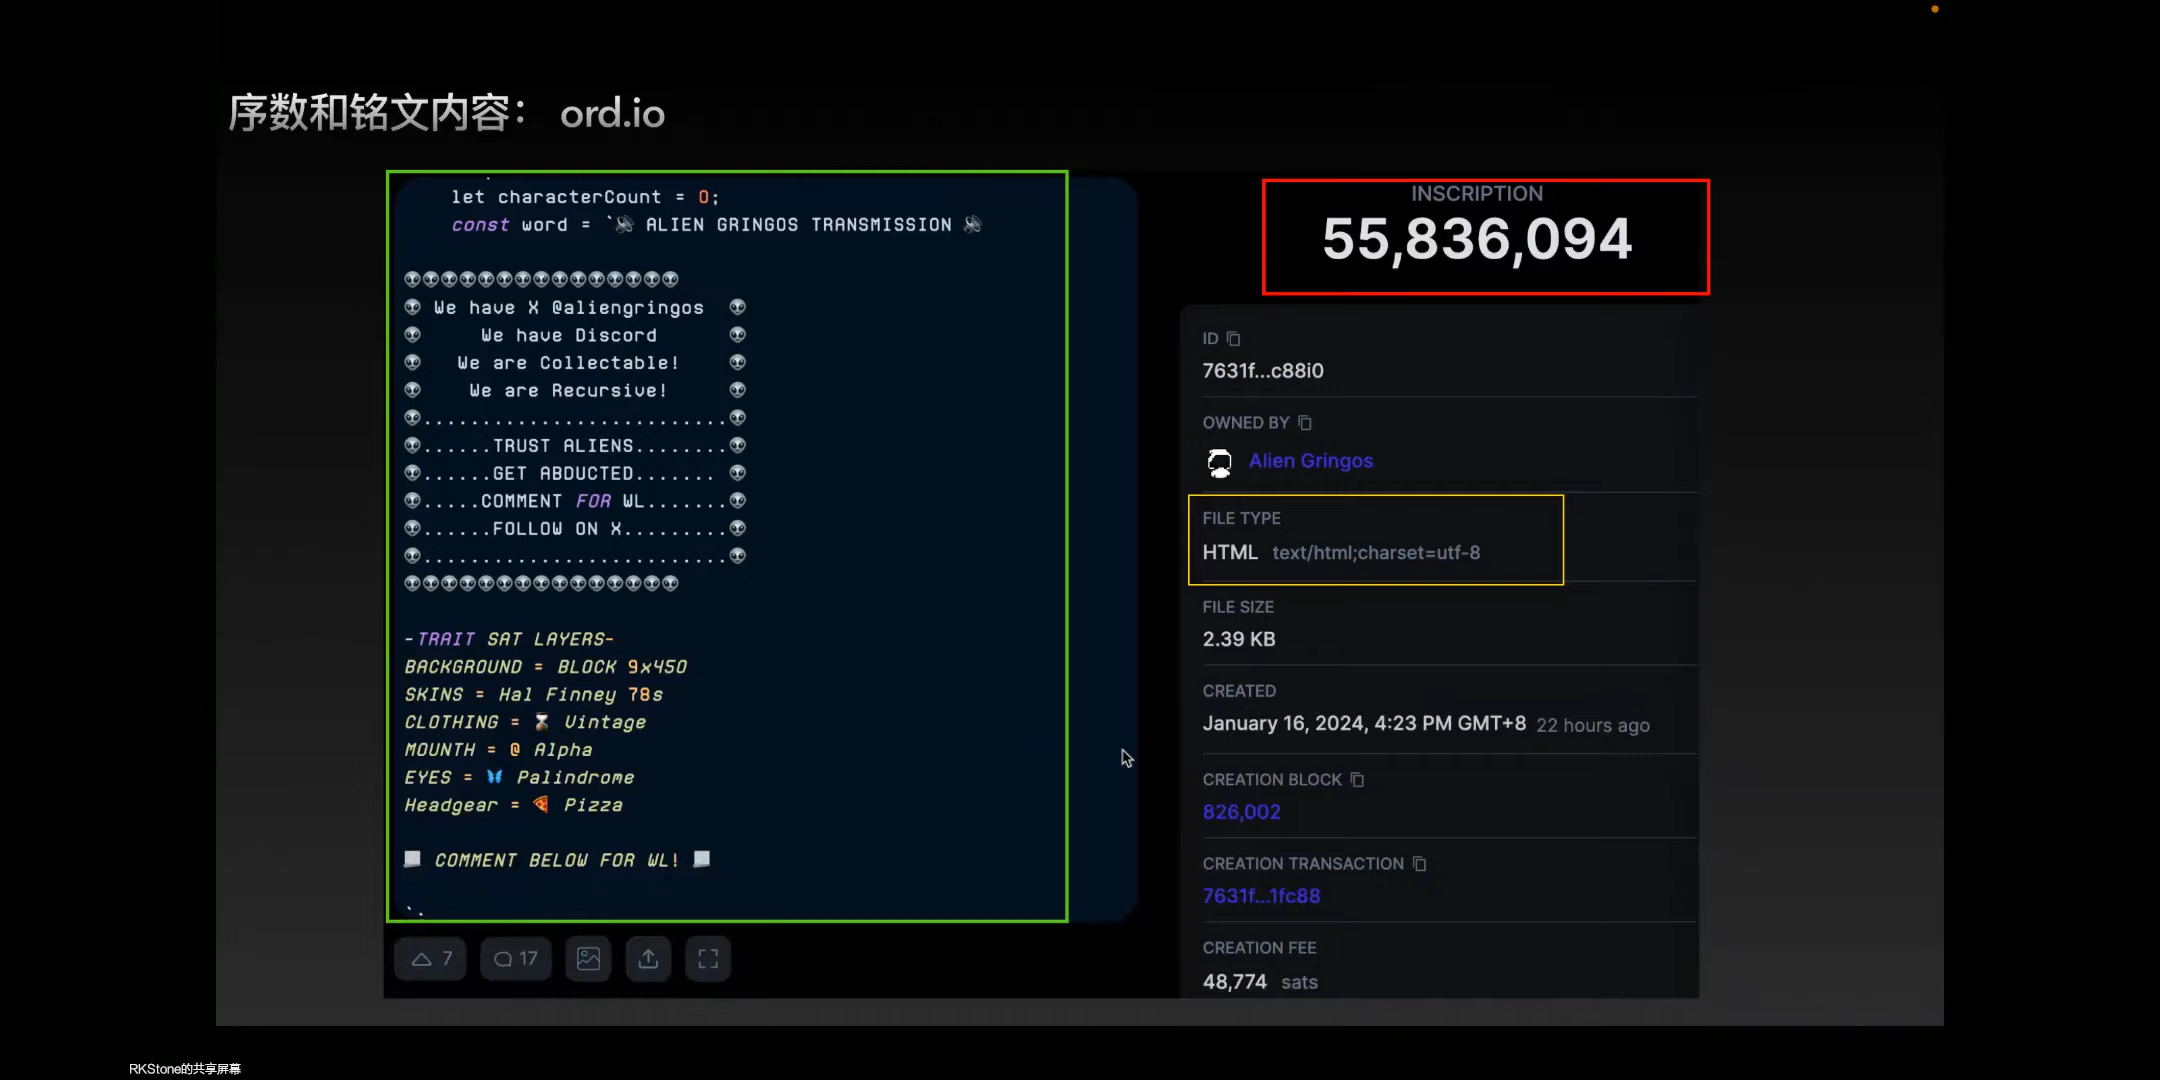 序数和铭文内容： ord.io
let characterCount = 0;
const word = `🔊 ALIEN GRINGOS TRANSMISSION 🔊
👽👽👽👽👽👽👽👽👽👽👽👽👽👽👽
👽 We have X @aliengringos 👽
👽 We have Discord 👽
👽 We are Collectable! 👽
👽 We are Recursive! 👽
👽..........................👽
👽......TRUST ALIENS........👽
👽......GET ABDUCTED....... 👽
👽.....COMMENT FOR WL.......👽
👽......FOLLOW ON X.........👽
👽..........................👽
👽👽👽👽👽👽👽👽👽👽👽👽👽👽👽
-TRAIT SAT LAYERS-
BACKGROUND = BLOCK 9x450
SKINS = Hal Finney 78s
CLOTHING = ⌛ Vintage
MOUNTH = @ Alpha
EYES = 🦋 Palindrome
Headgear = 🍕 Pizza
COMMENT BELOW FOR WL!
`.
7
17
INSCRIPTION
55,836,094
ID
7631f...c88i0
OWNED BY
Alien Gringos
FILE TYPE
HTML text/html;charset=utf-8
FILE SIZE
2.39 KB
CREATED
January 16, 2024, 4:23 PM GMT+8 22 hours ago
CREATION BLOCK
826,002
CREATION TRANSACTION
7631f...1fc88
CREATION FEE
48,774 sats
RKStone的共享屏幕